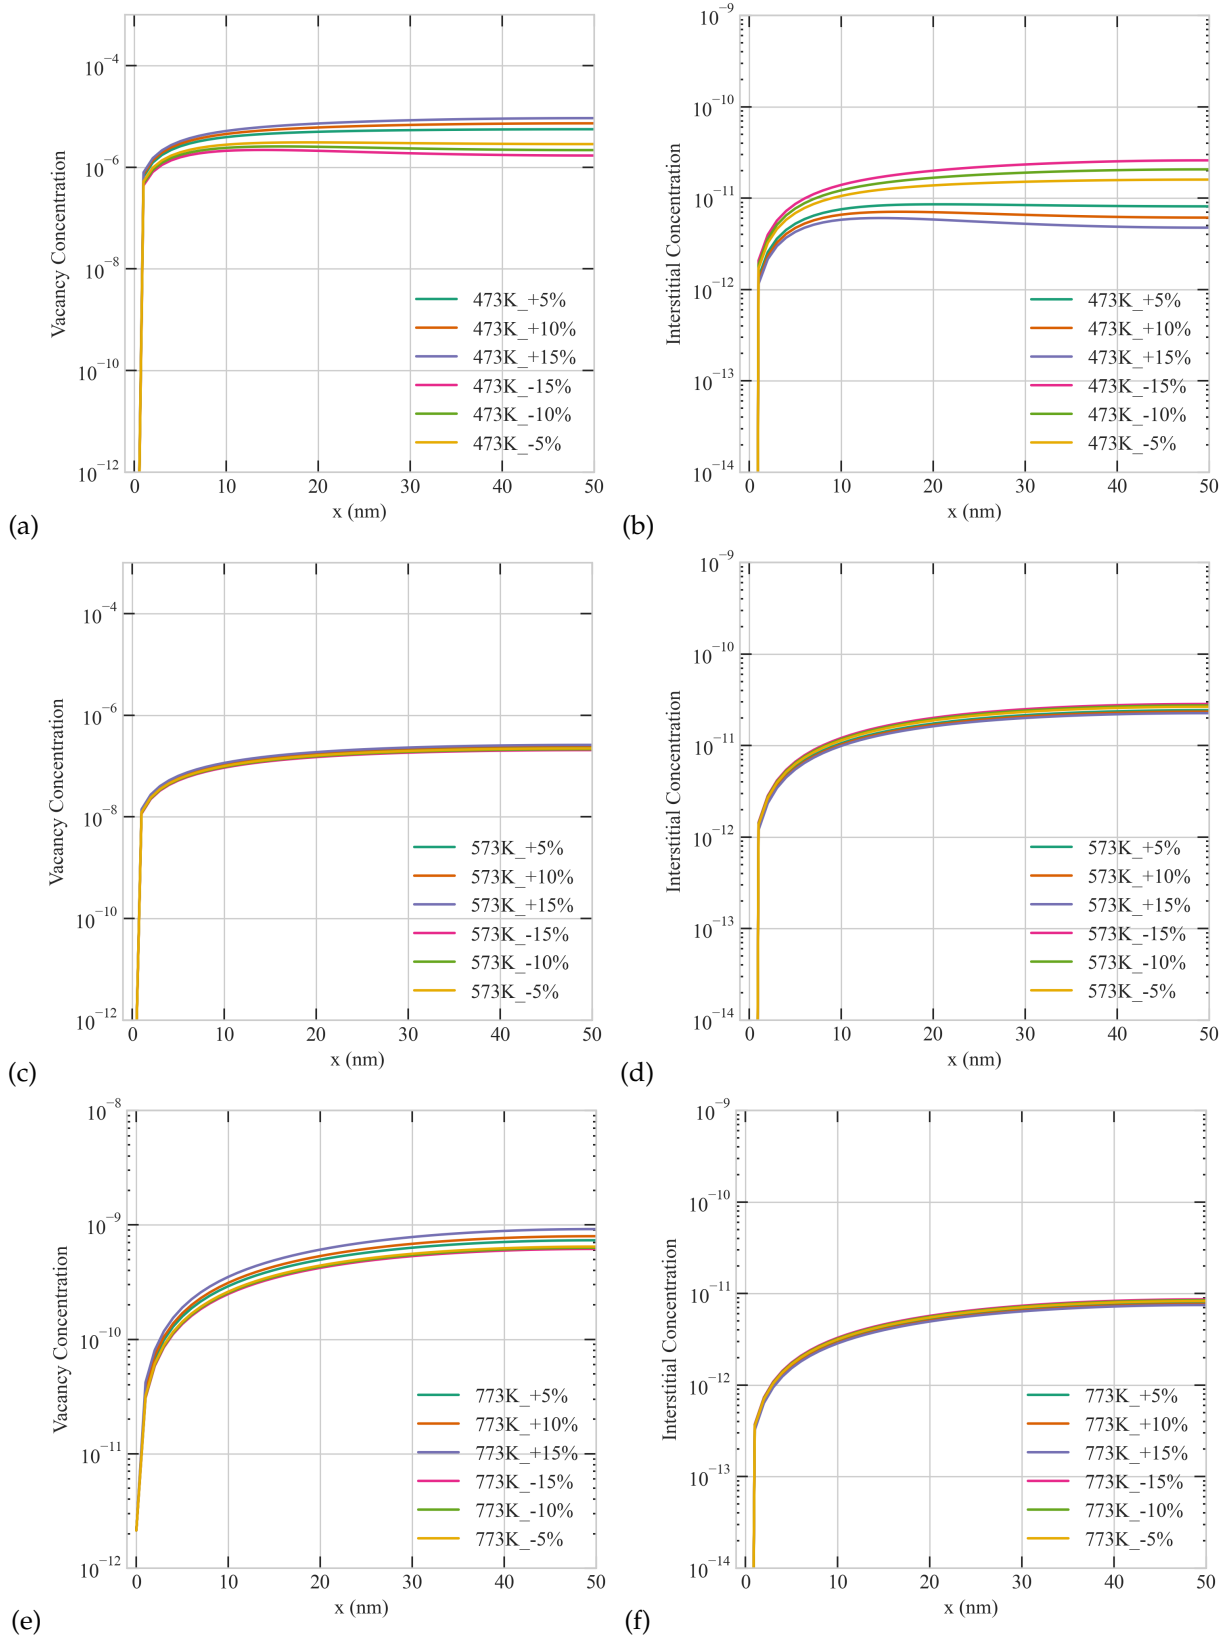 Vacancy Concentration
10⁻⁴
10⁻⁶
10⁻⁸
10⁻¹⁰
10⁻¹²
473K_+5%
473K_+10%
473K_+15%
473K_-15%
473K_-10%
473K_-5%
0 10 20 30 40 50
x (nm)
(a)
Interstitial Concentration
10⁻⁹
10⁻¹⁰
10⁻¹¹
10⁻¹²
10⁻¹³
10⁻¹⁴
473K_+5%
473K_+10%
473K_+15%
473K_-15%
473K_-10%
473K_-5%
0 10 20 30 40 50
x (nm)
(b)
Vacancy Concentration
10⁻⁴
10⁻⁶
10⁻⁸
10⁻¹⁰
10⁻¹²
573K_+5%
573K_+10%
573K_+15%
573K_-15%
573K_-10%
573K_-5%
0 10 20 30 40 50
x (nm)
(c)
Interstitial Concentration
10⁻⁹
10⁻¹⁰
10⁻¹¹
10⁻¹²
10⁻¹³
10⁻¹⁴
573K_+5%
573K_+10%
573K_+15%
573K_-15%
573K_-10%
573K_-5%
0 10 20 30 40 50
x (nm)
(d)
Vacancy Concentration
10⁻⁸
10⁻⁹
10⁻¹⁰
10⁻¹¹
10⁻¹²
773K_+5%
773K_+10%
773K_+15%
773K_-15%
773K_-10%
773K_-5%
0 10 20 30 40 50
x (nm)
(e)
Interstitial Concentration
10⁻⁹
10⁻¹⁰
10⁻¹¹
10⁻¹²
10⁻¹³
10⁻¹⁴
773K_+5%
773K_+10%
773K_+15%
773K_-15%
773K_-10%
773K_-5%
0 10 20 30 40 50
x (nm)
(f)